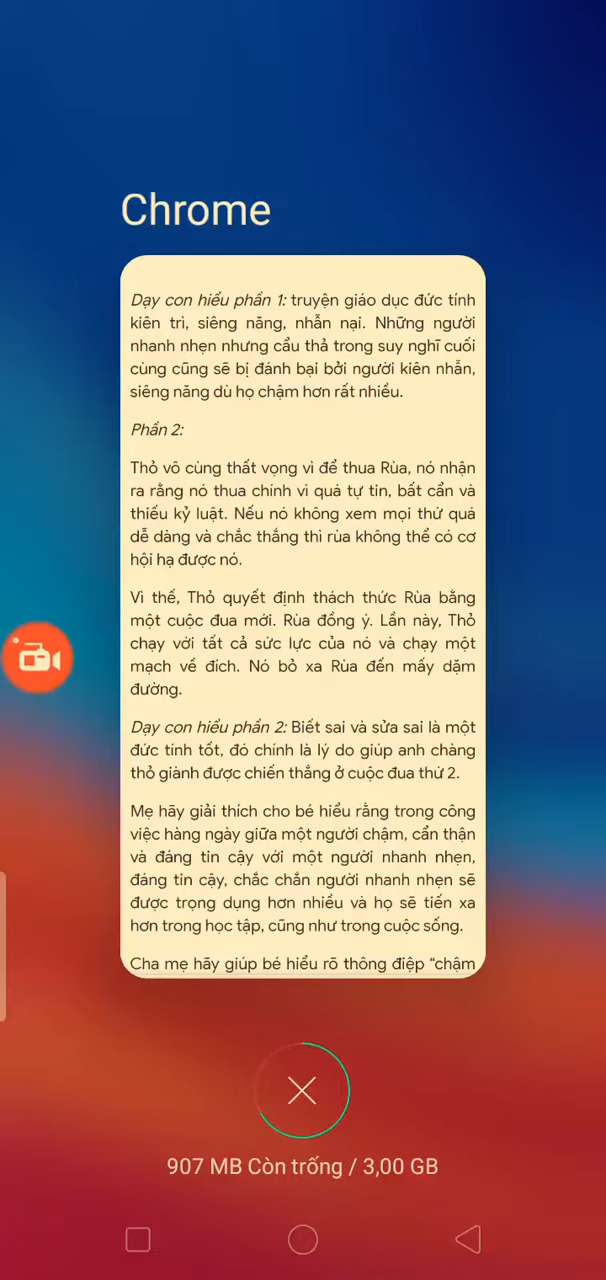 Chrome
Dạy con hiểu phần 1: truyện giáo dục đức tính
kiên trì, siêng năng, nhẫn nại. Những người
nhanh nhẹn nhưng cẩu thả trong suy nghĩ cuối
cùng cũng sẽ bị đánh bại bởi người kiên nhẫn,
siêng năng dù họ chậm hơn rất nhiều.
Phần 2:
Thỏ vô cùng thất vọng vì để thua Rùa, nó nhận
ra rằng nó thua chính vì quá tự tin, bất cẩn và
thiếu kỷ luật. Nếu nó không xem mọi thứ quá
dễ dàng và chắc thắng thì rùa không thể có cơ
hội hạ được nó.
Vì thế, Thỏ quyết định thách thức Rùa bằng
một cuộc đua mới. Rùa đồng ý. Lần này, Thỏ
chạy với tất cả sức lực của nó và chạy một
mạch về đích. Nó bỏ xa Rùa đến mấy dặm
đường.
Dạy con hiểu phần 2: Biết sai và sửa sai là một
đức tính tốt, đó chính là lý do giúp anh chàng
thỏ giành được chiến thắng ở cuộc đua thứ 2.
Mẹ hãy giải thích cho bé hiểu rằng trong công
việc hàng ngày giữa một người chậm, cẩn thận
và đáng tin cậy với một người nhanh nhẹn,
đáng tin cậy, chắc chắn người nhanh nhẹn sẽ
được trọng dụng hơn nhiều và họ sẽ tiến xa
hơn trong học tập, cũng như trong cuộc sống.
Cha mẹ hãy giúp bé hiểu rõ thông điệp “chậm
907 MB Còn trống / 3,00 GB